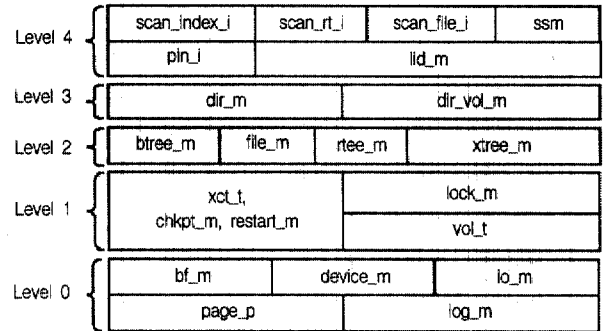 Level 4
scan_index_i scan_rt_i scan_file_i ssm
pin_i lid_m
Level 3
dir_m dir_vol_m
Level 2
btree_m file_m rtee_m xtree_m
Level 1
xct_t,
chkpt_m, restart_m
lock_m
vol_t
Level 0
bf_m device_m io_m
page_p log_m